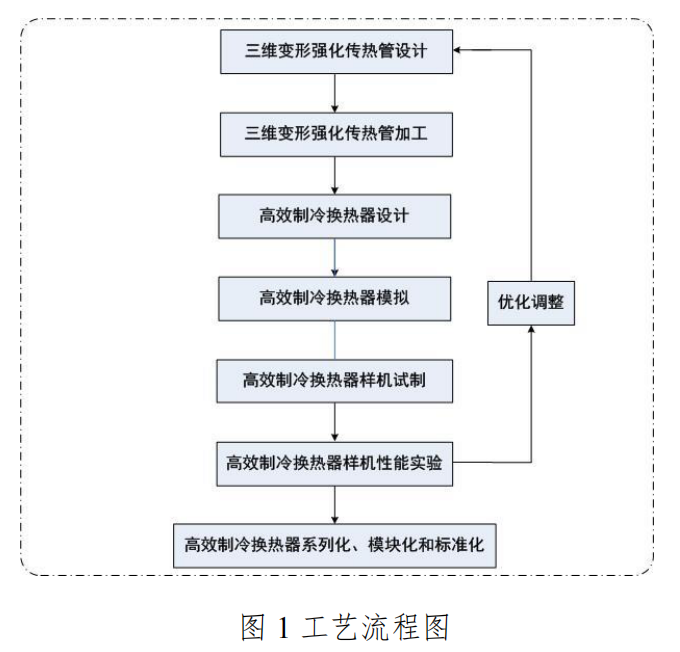 三维变形强化传热管设计
三维变形强化传热管加工
高效制冷换热器设计
高效制冷换热器模拟
优化调整
高效制冷换热器样机试制
高效制冷换热器样机性能实验
高效制冷换热器系列化、模块化和标准化
图 1 工艺流程图